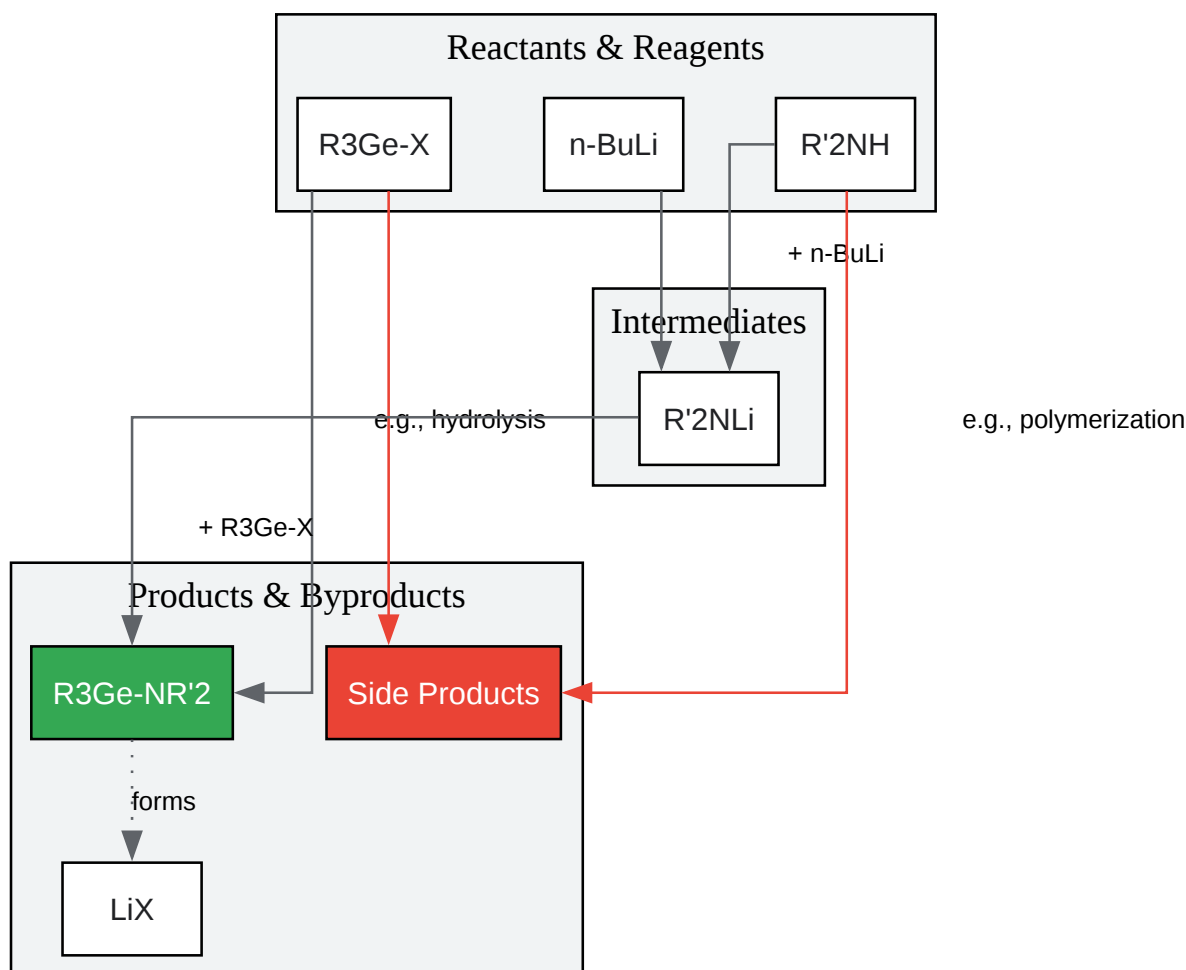 Reactants & Reagents
R3Ge-X
n-BuLi
R'2NH
+ n-BuLi
Intermediates
R'2NLi
e.g., hydrolysis
e.g., polymerization
+ R3Ge-X
Products & Byproducts
R3Ge-NR'2
Side Products
forms
LiX